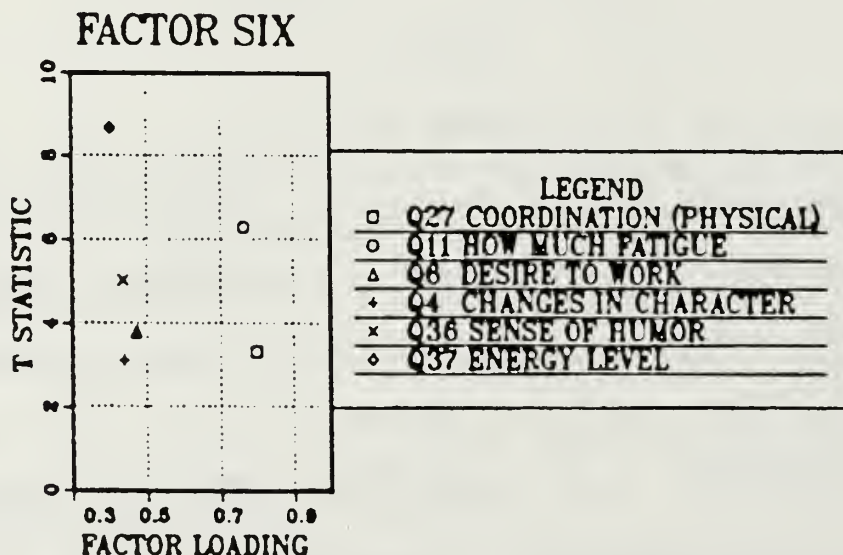 FACTOR SIX
10
8
6
4
2
0
T STATISTIC
0.3 0.5 0.7 0.9
FACTOR LOADING
LEGEND
Q27 COORDINATION (PHYSICAL)
Q11 HOW MUCH FATIGUE
Q8 DESIRE TO WORK
Q4 CHANGES IN CHARACTER
Q36 SENSE OF HUMOR
Q37 ENERGY LEVEL